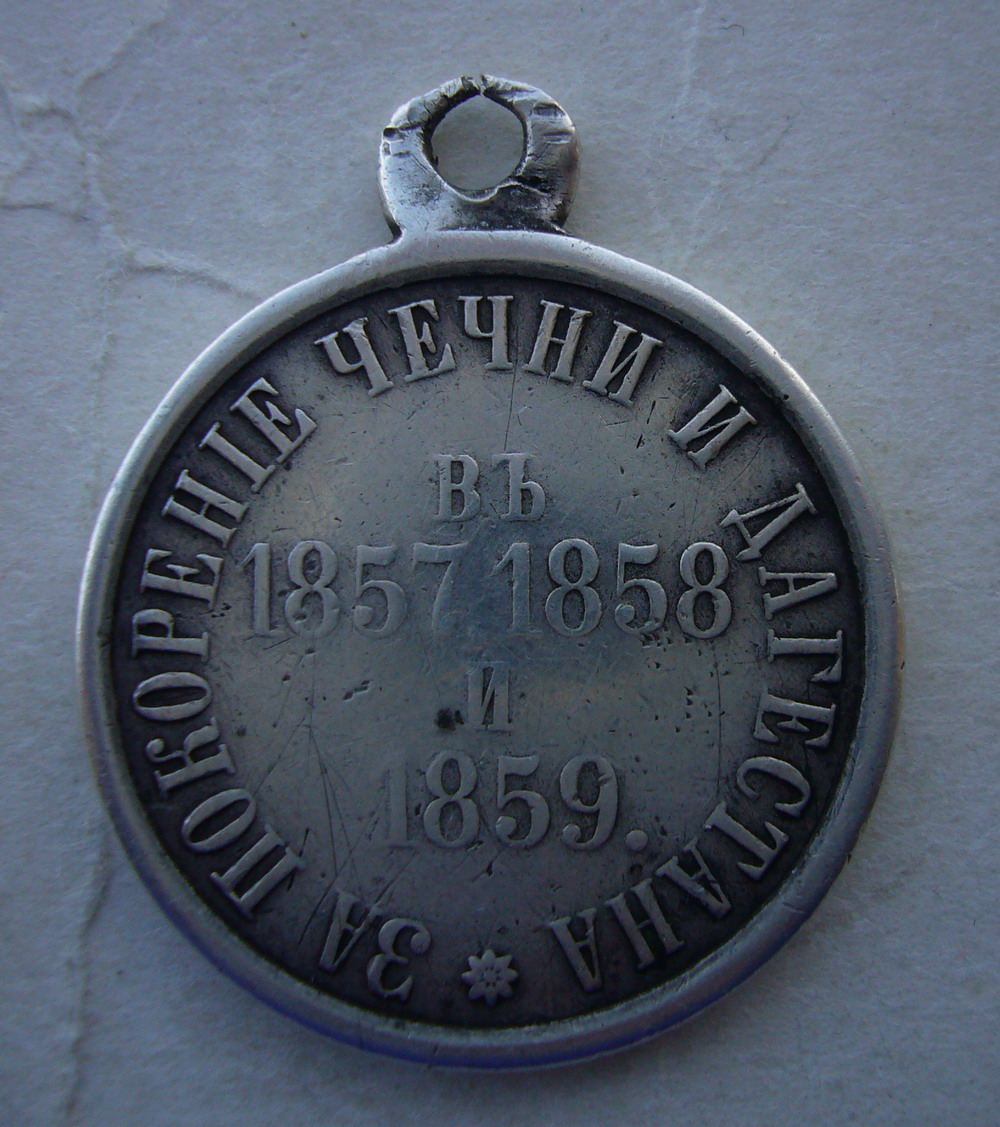 ЗА ПОКОРЕНІЕ ЧЕЧНИ И ДАГЕСТАНА
ВЪ
1857 1858
И
1859.